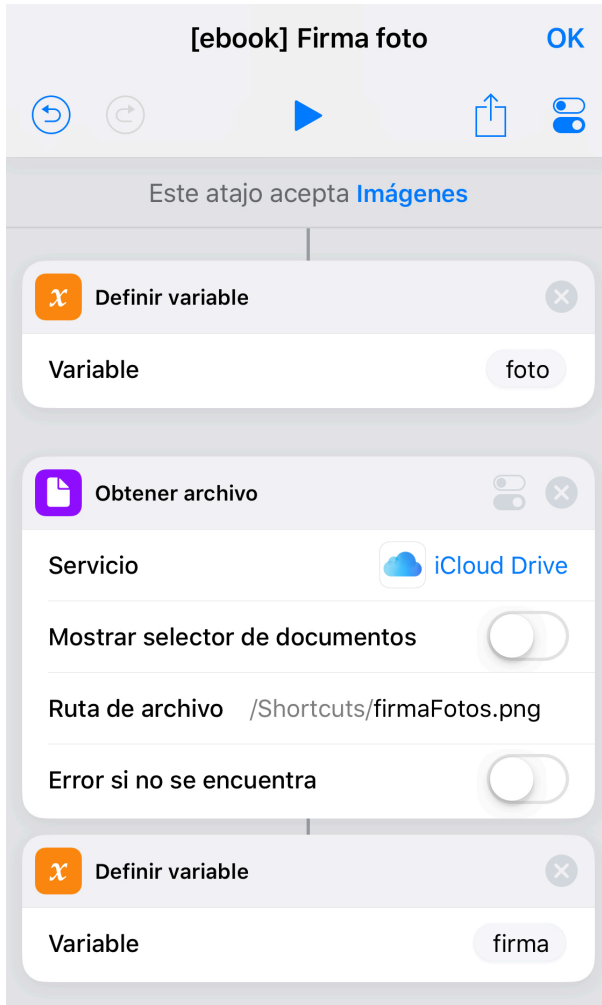 [ebook] Firma foto OK
Este atajo acepta Imágenes
x Definir variable
Variable foto
Obtener archivo
Servicio iCloud Drive
Mostrar selector de documentos
Ruta de archivo /Shortcuts/firmaFotos.png
Error si no se encuentra
x Definir variable
Variable firma